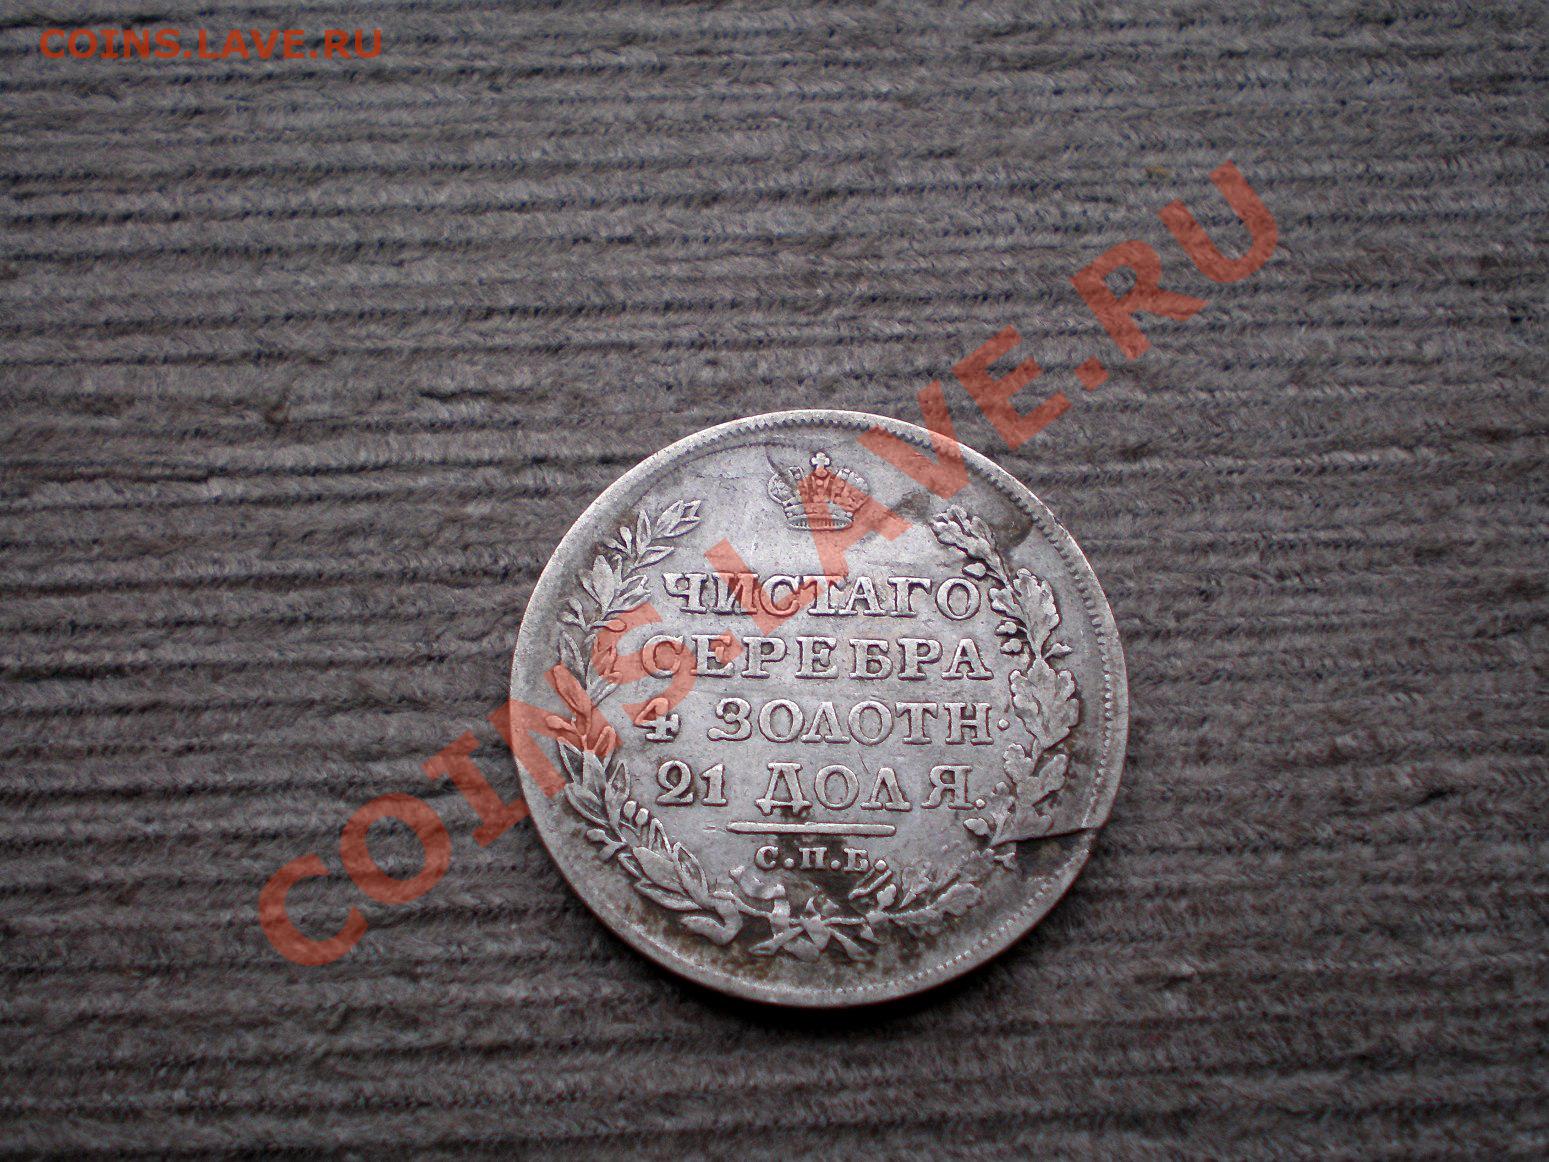 COINS.LAVE.RU
ЧИСТАГО
СЕРЕБРА
4 ЗОЛОТН.
21 ДОЛЯ.
С.П.Б.
COINS.LAVE.RU